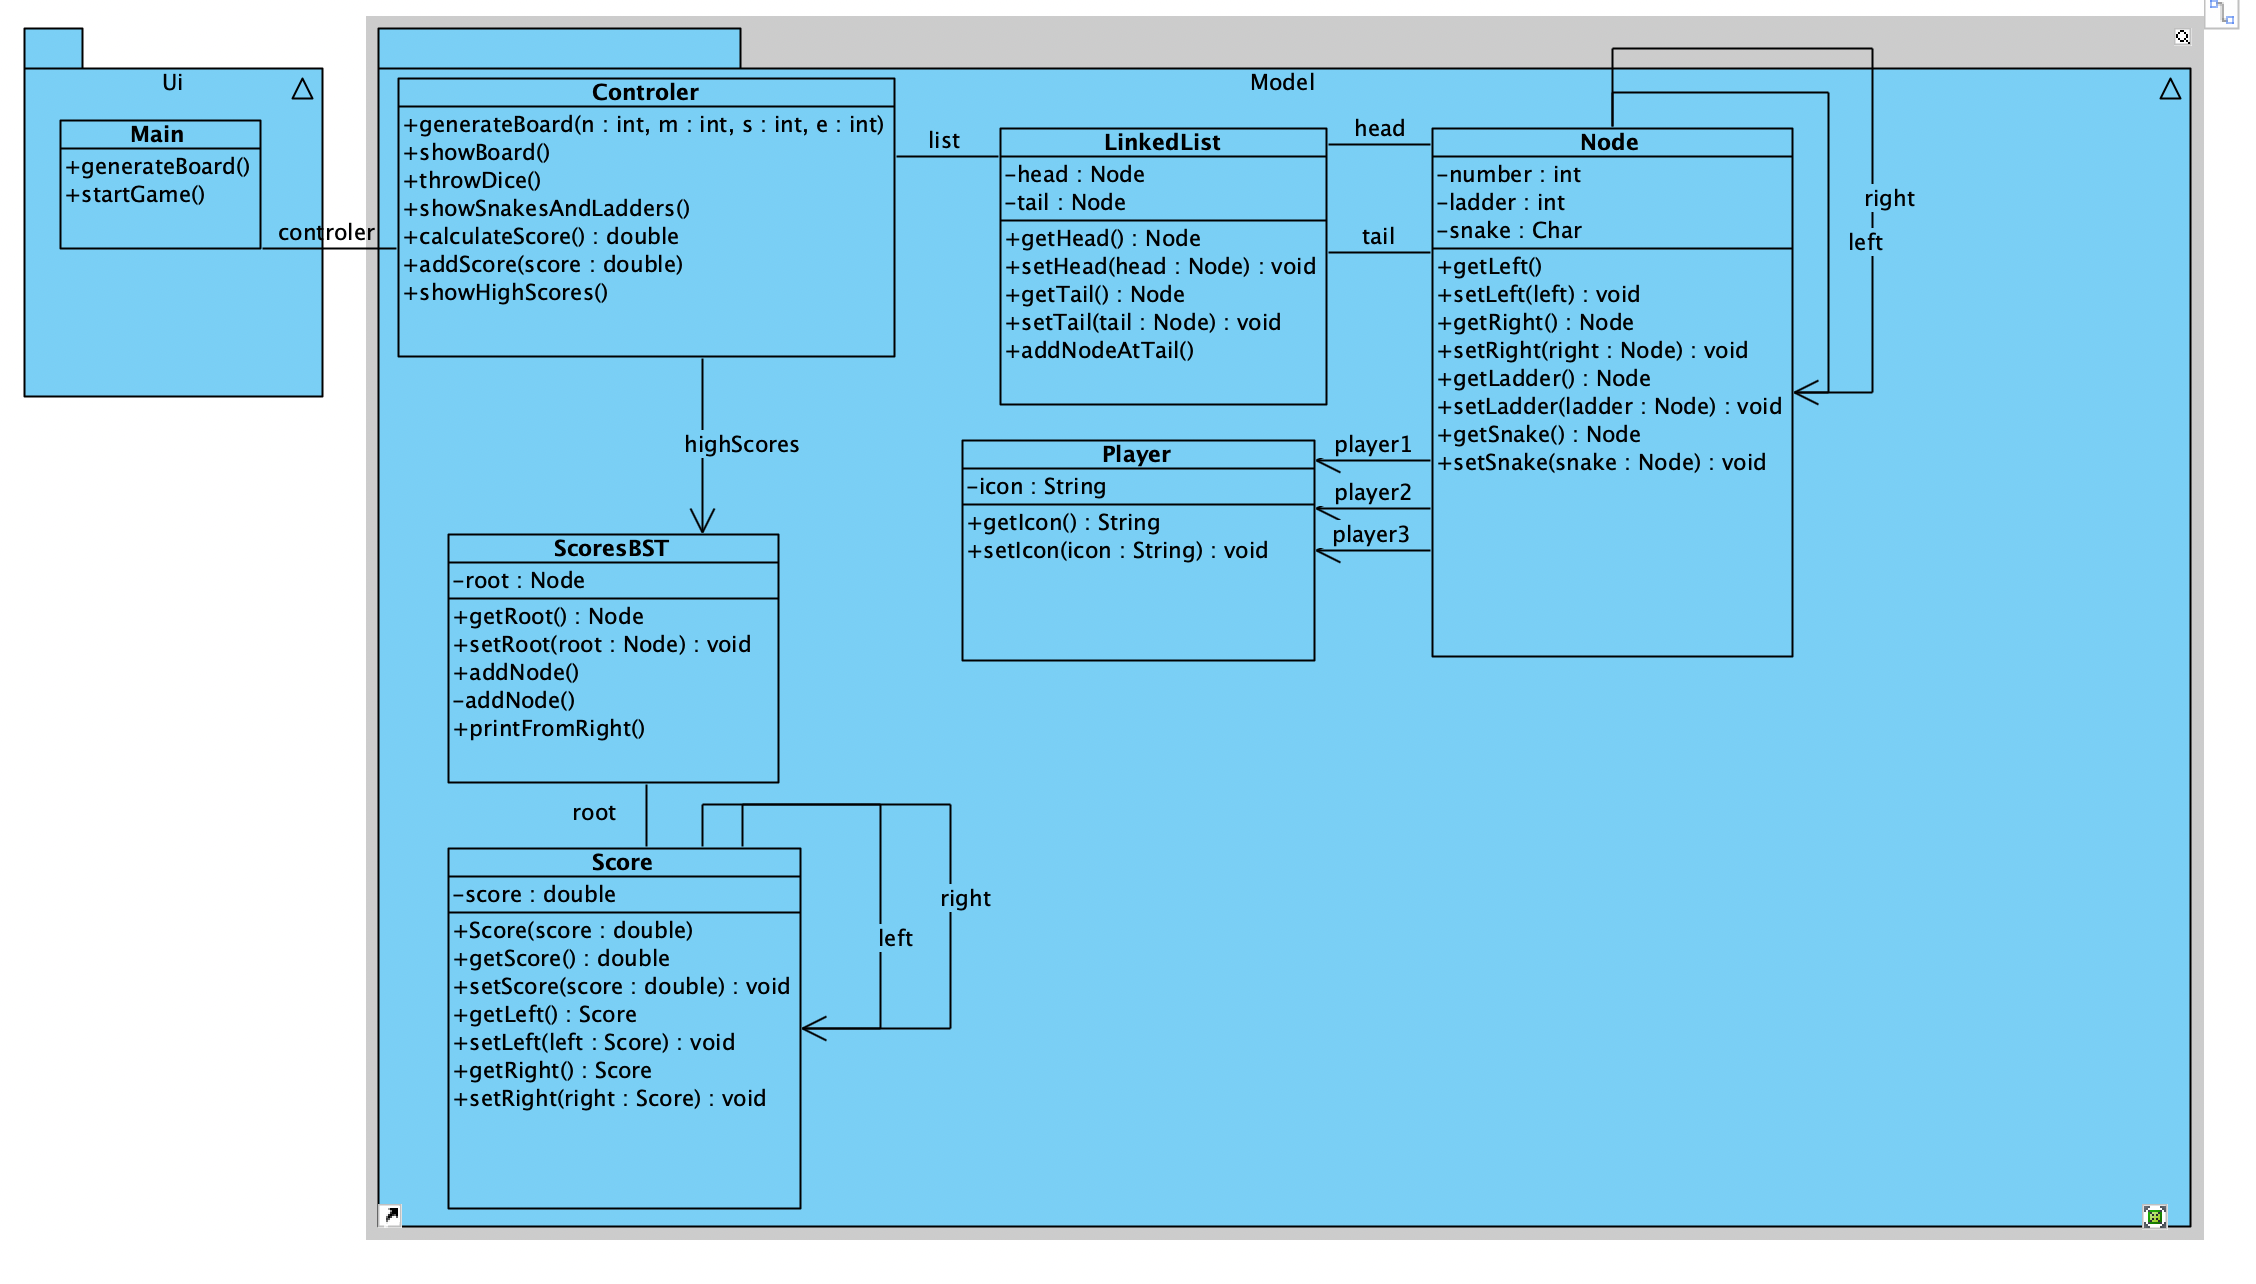 Ui
Main
+generateBoard()
+startGame()
controler
Model
Controler
+generateBoard(n : int, m : int, s : int, e : int)
+showBoard()
+throwDice()
+showSnakesAndLadders()
+calculateScore() : double
+addScore(score : double)
+showHighScores()
list
LinkedList
-head : Node
-tail : Node
+getHead() : Node
+setHead(head : Node) : void
+getTail() : Node
+setTail(tail : Node) : void
+addNodeAtTail()
head
tail
Node
-number : int
-ladder : int
-snake : Char
+getLeft()
+setLeft(left) : void
+getRight() : Node
+setRight(right : Node) : void
+getLadder() : Node
+setLadder(ladder : Node) : void
+getSnake() : Node
+setSnake(snake : Node) : void
right
left
player1
player2
player3
Player
-icon : String
+getIcon() : String
+setIcon(icon : String) : void
highScores
ScoresBST
-root : Node
+getRoot() : Node
+setRoot(root : Node) : void
+addNode()
-addNode()
+printFromRight()
root
Score
-score : double
+Score(score : double)
+getScore() : double
+setScore(score : double) : void
+getLeft() : Score
+setLeft(left : Score) : void
+getRight() : Score
+setRight(right : Score) : void
right
left